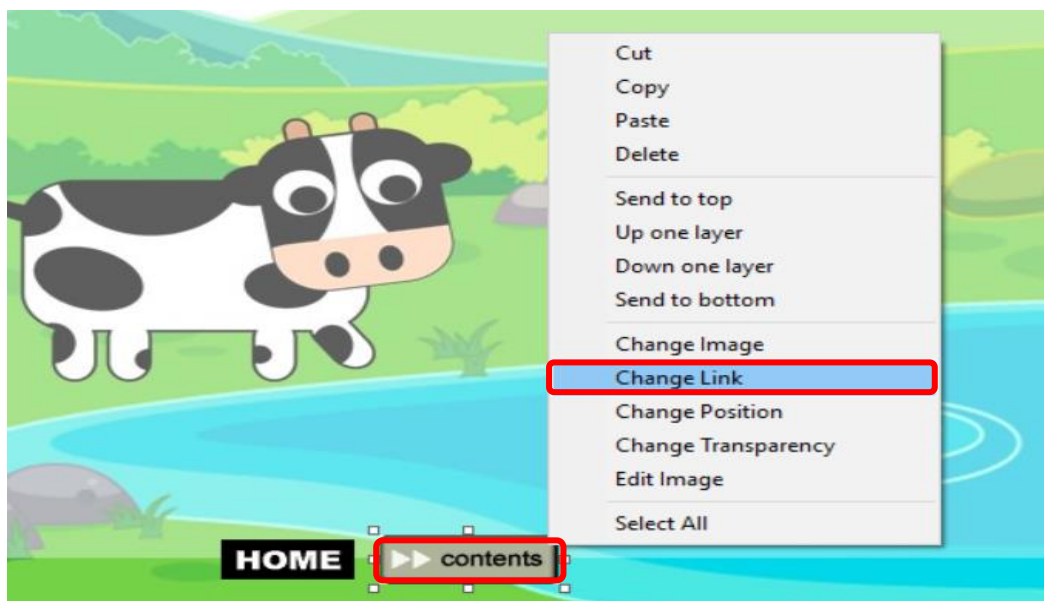 Cut
Copy
Paste
Delete
Send to top
Up one layer
Down one layer
Send to bottom
Change Image
Change Link
Change Position
Change Transparency
Edit Image
Select All
HOME
contents